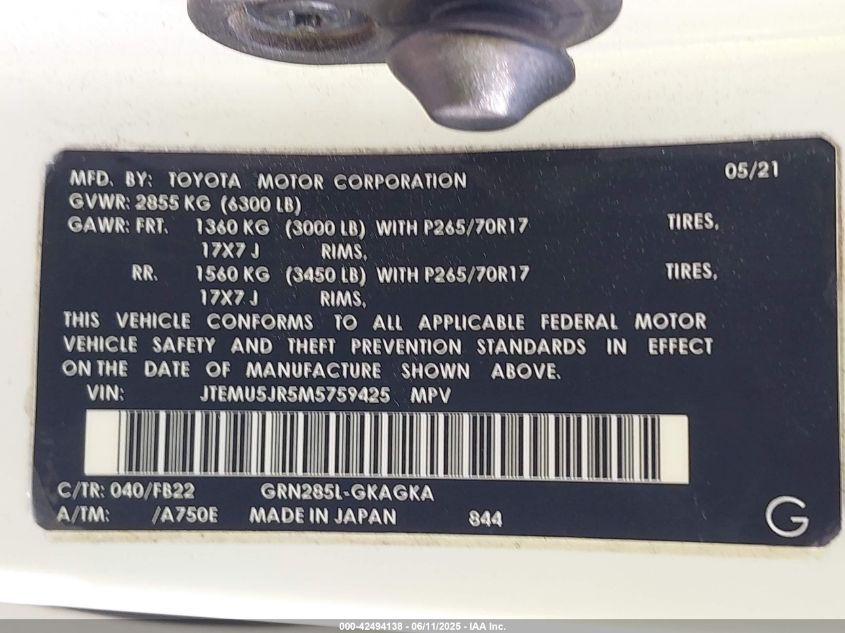 MFD. BY: TOYOTA MOTOR CORPORATION 05/21
GVWR: 2855 KG (6300 LB)
GAWR: FRT. 1360 KG (3000 LB) WITH P265/70R17 TIRES,
17X7 J RIMS,
RR. 1560 KG (3450 LB) WITH P265/70R17 TIRES,
17X7 J RIMS,
THIS VEHICLE CONFORMS TO ALL APPLICABLE FEDERAL MOTOR
VEHICLE SAFETY AND THEFT PREVENTION STANDARDS IN EFFECT
ON THE DATE OF MANUFACTURE SHOWN ABOVE.
VIN: JTEMU5JR5M5759425 MPV
C/TR: 040/FB22 GRN285L-GKAGKA
A/TM: /A750E MADE IN JAPAN 844 G
000-42494138 - 06/11/2025 - IAA Inc.